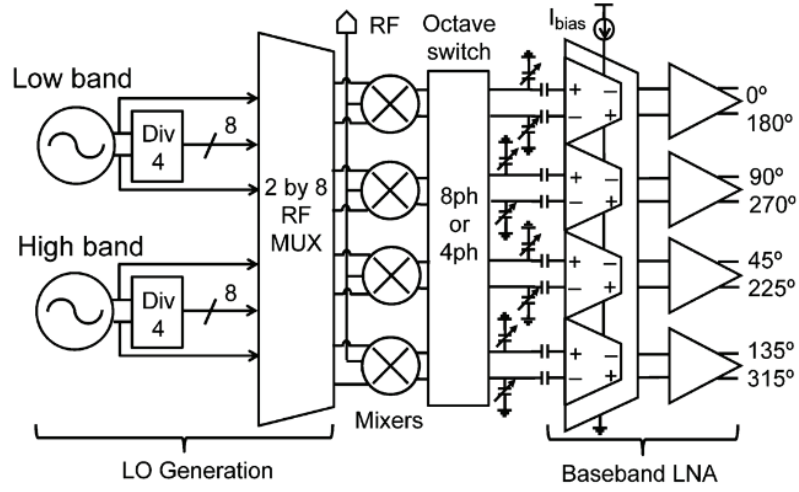 RF
Octave
switch
I bias
Low band
Div
4
8
2 by 8
RF
MUX
High band
Div
4
8
8ph
or
4ph
+ −
− +
+ −
− +
+ −
− +
+ −
− +
0º
180º
90º
270º
45º
225º
135º
315º
Mixers
LO Generation
Baseband LNA